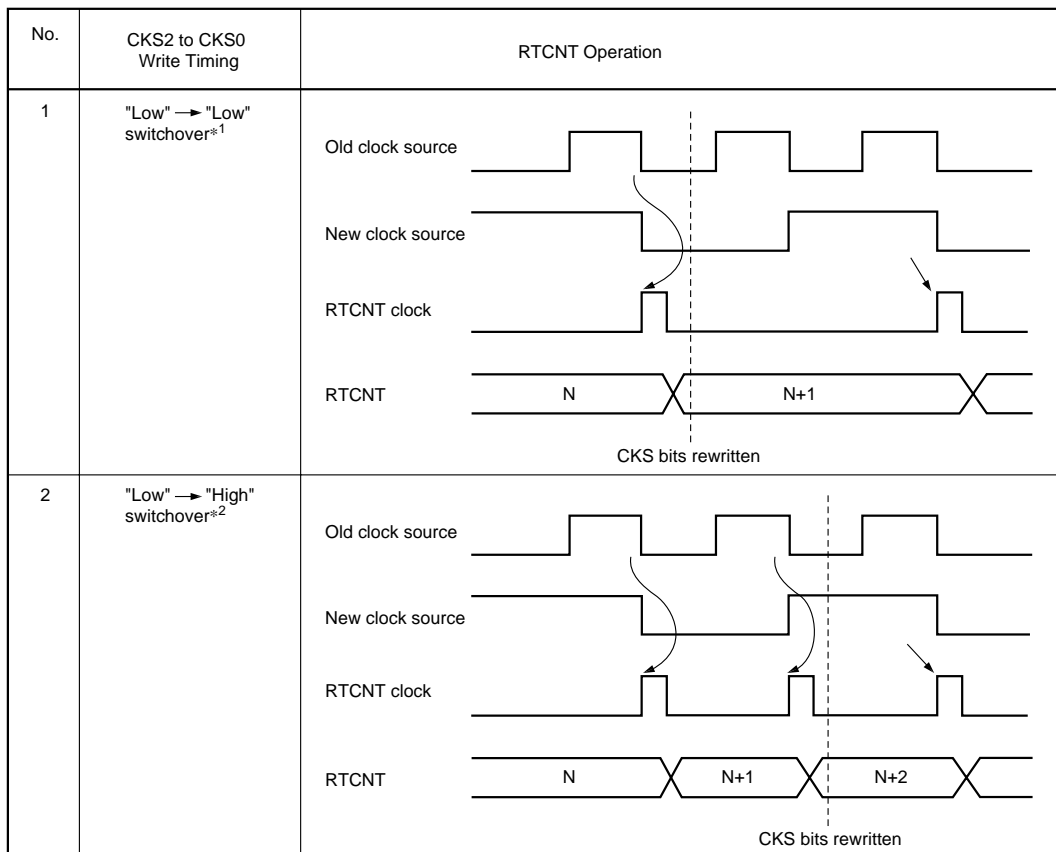 No.
CKS2 to CKS0
Write Timing
RTCNT Operation
1
"Low" → "Low"
switchover*1
Old clock source
New clock source
RTCNT clock
RTCNT
N
N+1
CKS bits rewritten
2
"Low" → "High"
switchover*2
Old clock source
New clock source
RTCNT clock
RTCNT
N
N+1
N+2
CKS bits rewritten